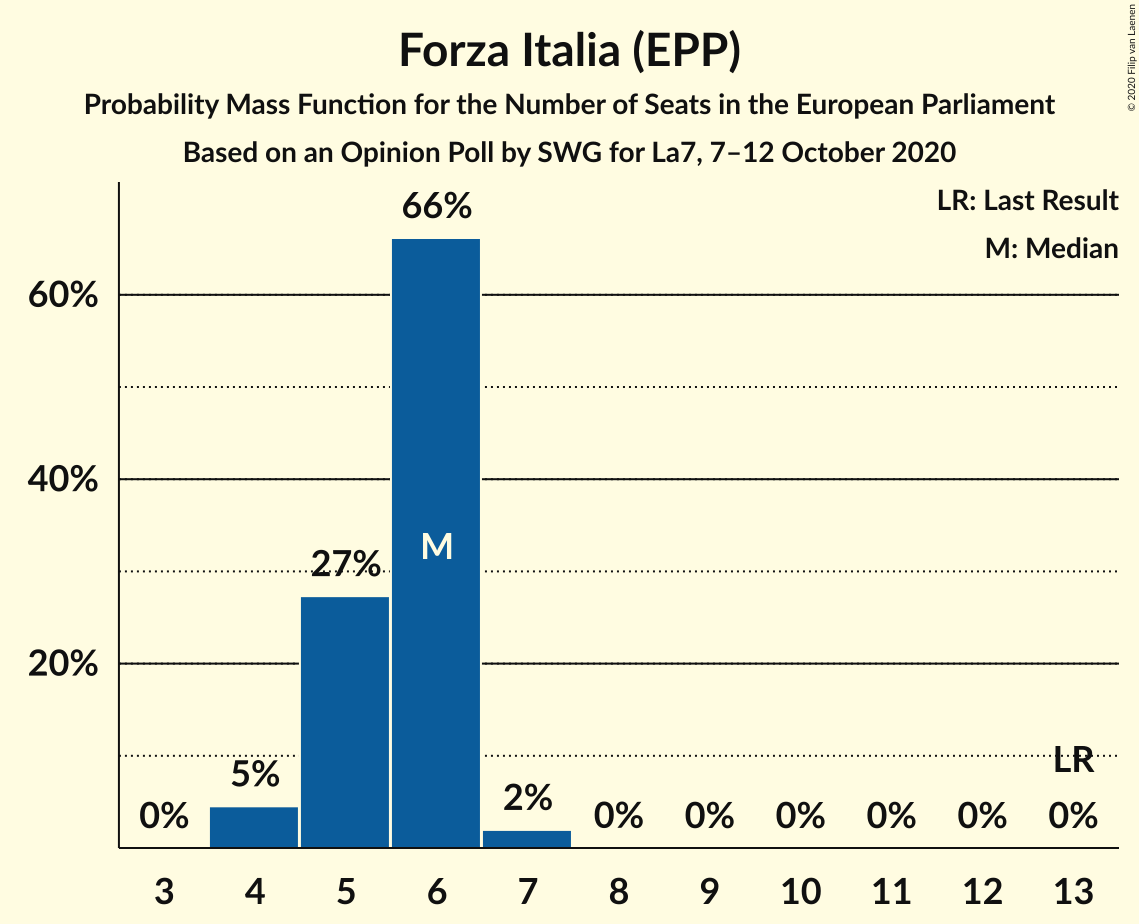 Forza Italia (EPP)
Probability Mass Function for the Number of Seats in the European Parliament
Based on an Opinion Poll by SWG for La7, 7–12 October 2020
© 2020 Filip van Laenen
LR: Last Result
M: Median
60%
40%
20%
0%
5%
27%
66%
M
2%
0%
0%
0%
0%
0%
LR
0%
3 4 5 6 7 8 9 10 11 12 13